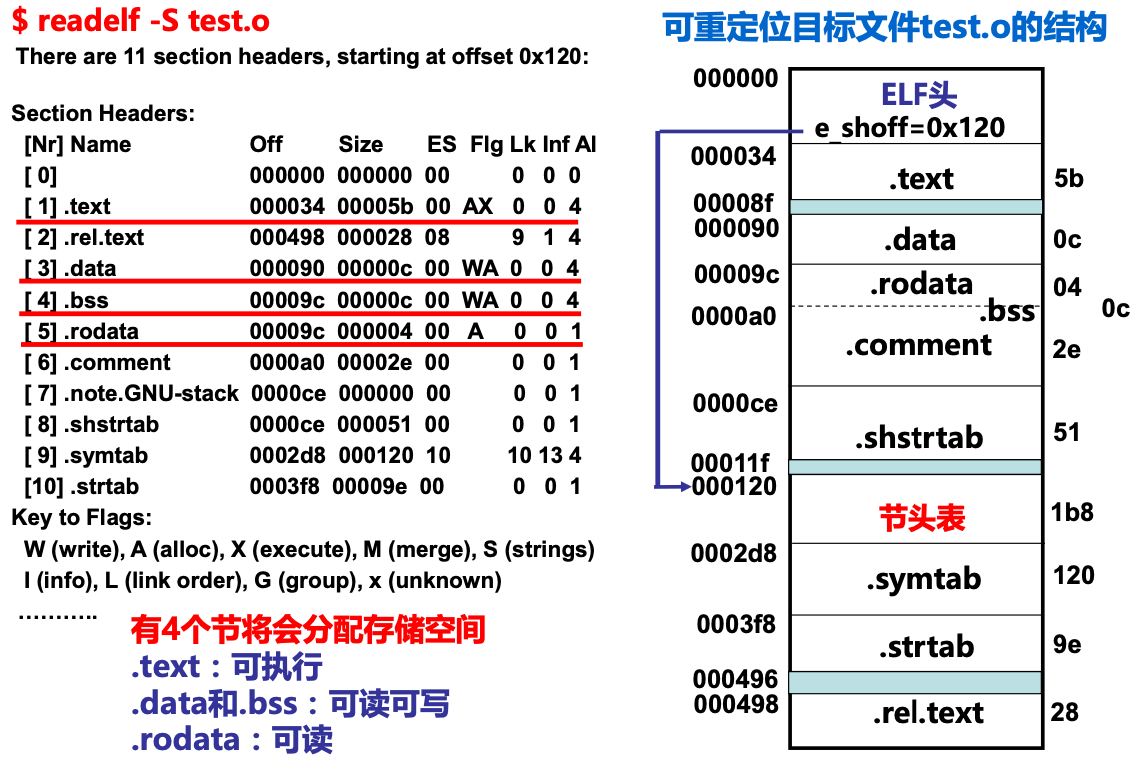 $ readelf -S test.o
There are 11 section headers, starting at offset 0x120:
Section Headers:
[Nr] Name Off Size ES Flg Lk Inf Al
[ 0] 000000 000000 00 0 0 0
[ 1] .text 000034 00005b 00 AX 0 0 4
[ 2] .rel.text 000498 000028 08 9 1 4
[ 3] .data 000090 00000c 00 WA 0 0 4
[ 4] .bss 00009c 00000c 00 WA 0 0 4
[ 5] .rodata 00009c 000004 00 A 0 0 1
[ 6] .comment 0000a0 00002e 00 0 0 1
[ 7] .note.GNU-stack 0000ce 000000 00 0 0 1
[ 8] .shstrtab 0000ce 000051 00 0 0 1
[ 9] .symtab 0002d8 000120 10 10 13 4
[10] .strtab 0003f8 00009e 00 0 0 1
Key to Flags:
W (write), A (alloc), X (execute), M (merge), S (strings)
I (info), L (link order), G (group), x (unknown)
………..
有4个节将会分配存储空间
.text：可执行
.data和.bss：可读可写
.rodata：可读
可重定位目标文件test.o的结构
000000
ELF头
e_shoff=0x120
000034
.text 5b
00008f
000090
.data 0c
00009c
.rodata 04
.bss 0c
0000a0
.comment 2e
0000ce
.shstrtab 51
00011f
000120
节头表 1b8
0002d8
.symtab 120
0003f8
.strtab 9e
000496
000498
.rel.text 28